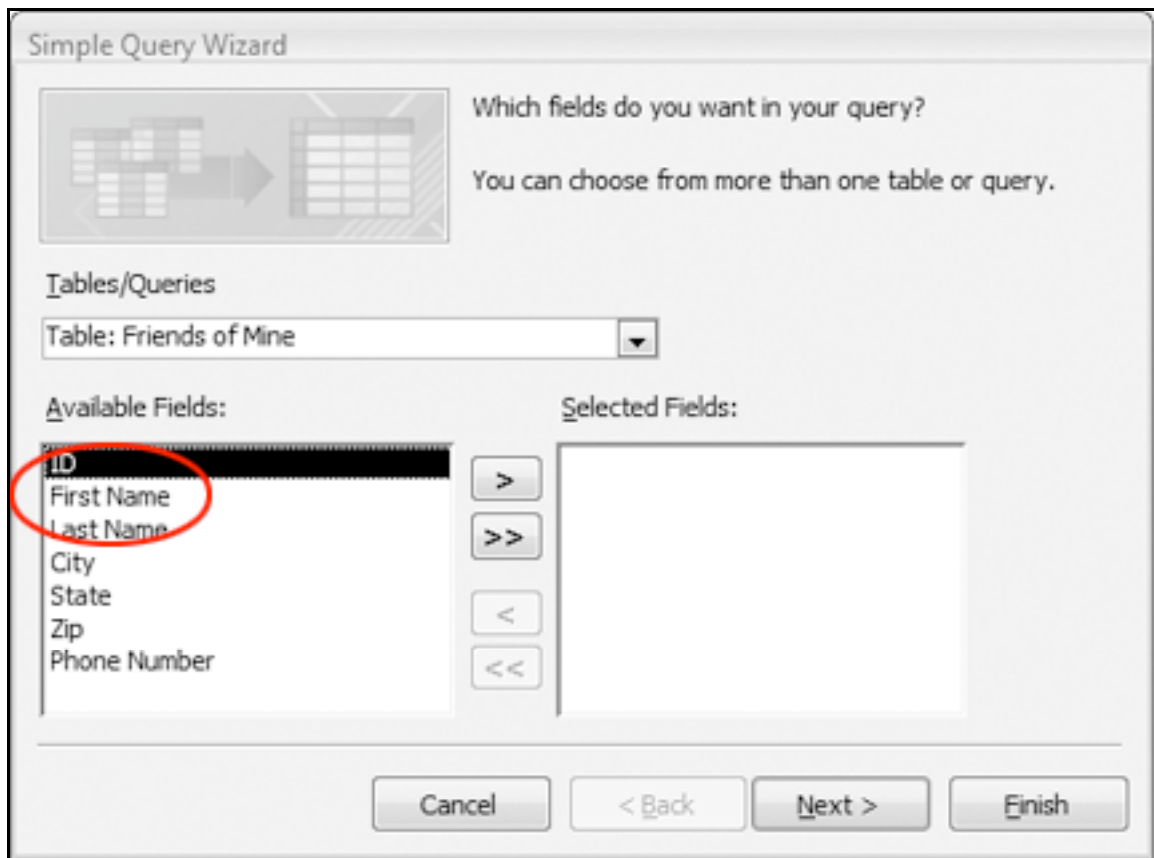 Simple Query Wizard
Which fields do you want in your query?
You can choose from more than one table or query.
Tables/Queries
Table: Friends of Mine
Available Fields:
Selected Fields:
ID
First Name
Last Name
City
State
Zip
Phone Number
>
>>
<
<<
Cancel
< Back
Next >
Finish